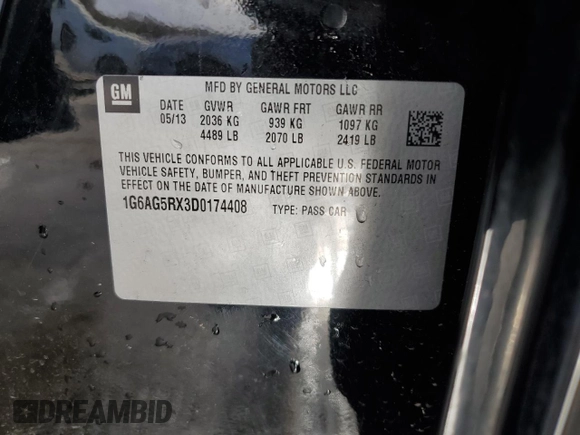 GM
MFD BY GENERAL MOTORS LLC
DATE GVWR GAWR FRT GAWR RR
05/13 2036 KG 939 KG 1097 KG
4489 LB 2070 LB 2419 LB
THIS VEHICLE CONFORMS TO ALL APPLICABLE U.S. FEDERAL MOTOR
VEHICLE SAFETY, BUMPER, AND THEFT PREVENTION STANDARDS IN
EFFECT ON THE DATE OF MANUFACTURE SHOWN ABOVE.
1G6AG5RX3D0174408 TYPE: PASS CAR
DREAMBID